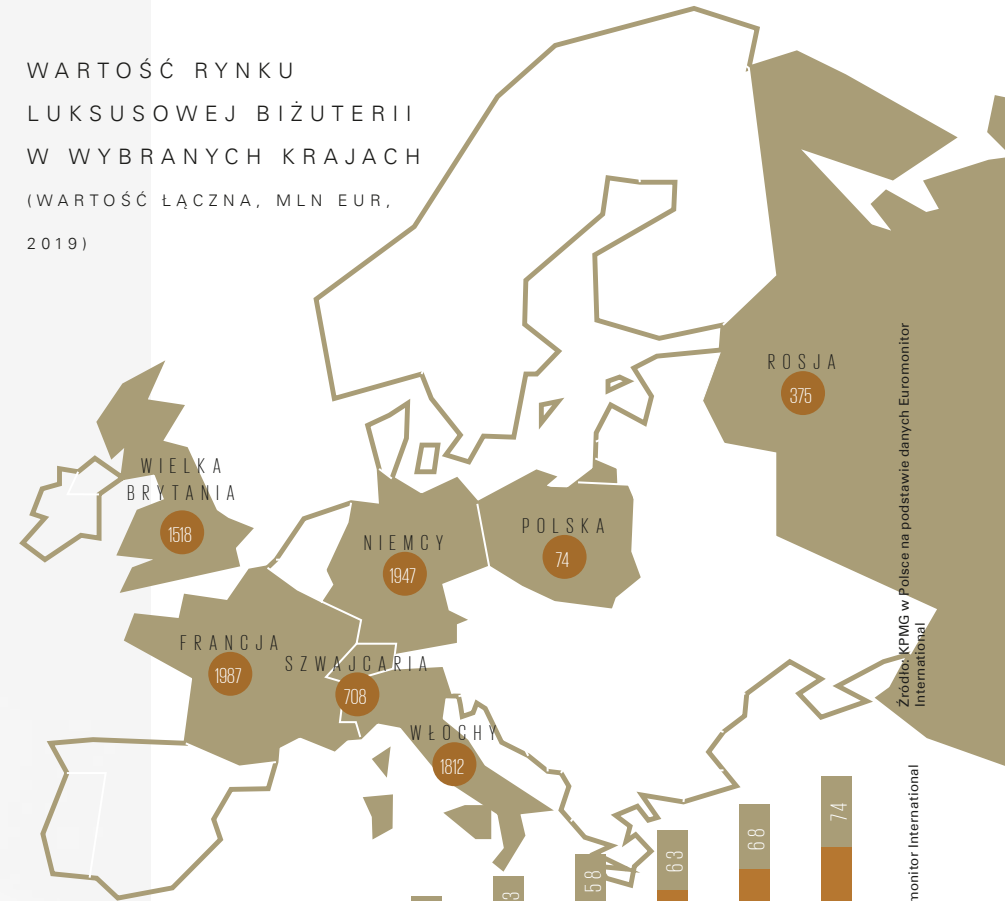 WARTOŚĆ RYNKU
LUKSUSOWEJ BIŻUTERII
W WYBRANYCH KRAJACH
(WARTOŚĆ ŁĄCZNA, MLN EUR,
2019)
ROSJA
375
WIELKA
BRYTANIA
1518
NIEMCY
1947
POLSKA
74
FRANCJA
1987
SZWAJCARIA
708
WŁOCHY
1812
Źródło: KPMG w Polsce na podstawie danych Euromonitor
International
58
63
68
74
International